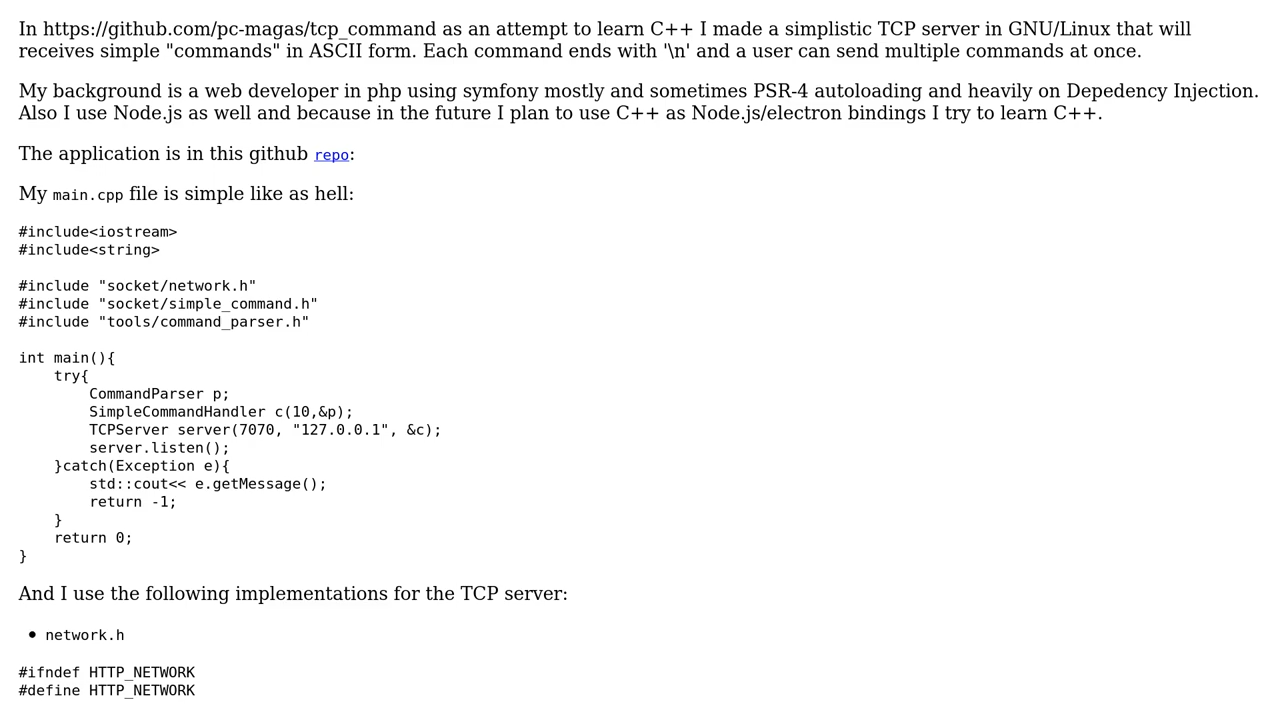 In https://github.com/pc-magas/tcp_command as an attempt to learn C++ I made a simplistic TCP server in GNU/Linux that will
receives simple "commands" in ASCII form. Each command ends with '\n' and a user can send multiple commands at once.
My background is a web developer in php using symfony mostly and sometimes PSR-4 autoloading and heavily on Depedency Injection.
Also I use Node.js as well and because in the future I plan to use C++ as Node.js/electron bindings I try to learn C++.
The application is in this github repo:
My main.cpp file is simple like as hell:
#include<iostream>
#include<string>
#include "socket/network.h"
#include "socket/simple_command.h"
#include "tools/command_parser.h"
int main(){
    try{
        CommandParser p;
        SimpleCommandHandler c(10,&p);
        TCPServer server(7070, "127.0.0.1", &c);
        server.listen();
    }catch(Exception e){
        std::cout<< e.getMessage();
        return -1;
    }
    return 0;
}
And I use the following implementations for the TCP server:
• network.h
#ifndef HTTP_NETWORK
#define HTTP_NETWORK